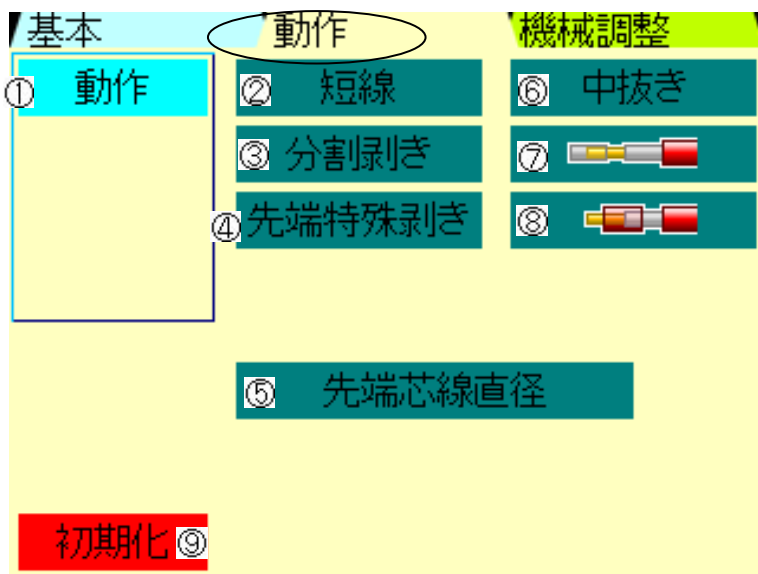 基本 動作 機械調整
① 動作 ② 短線 ⑥ 中抜き
③ 分割剥き ⑦
④ 先端特殊剥き ⑧
⑤ 先端芯線直径
初期化 ⑨